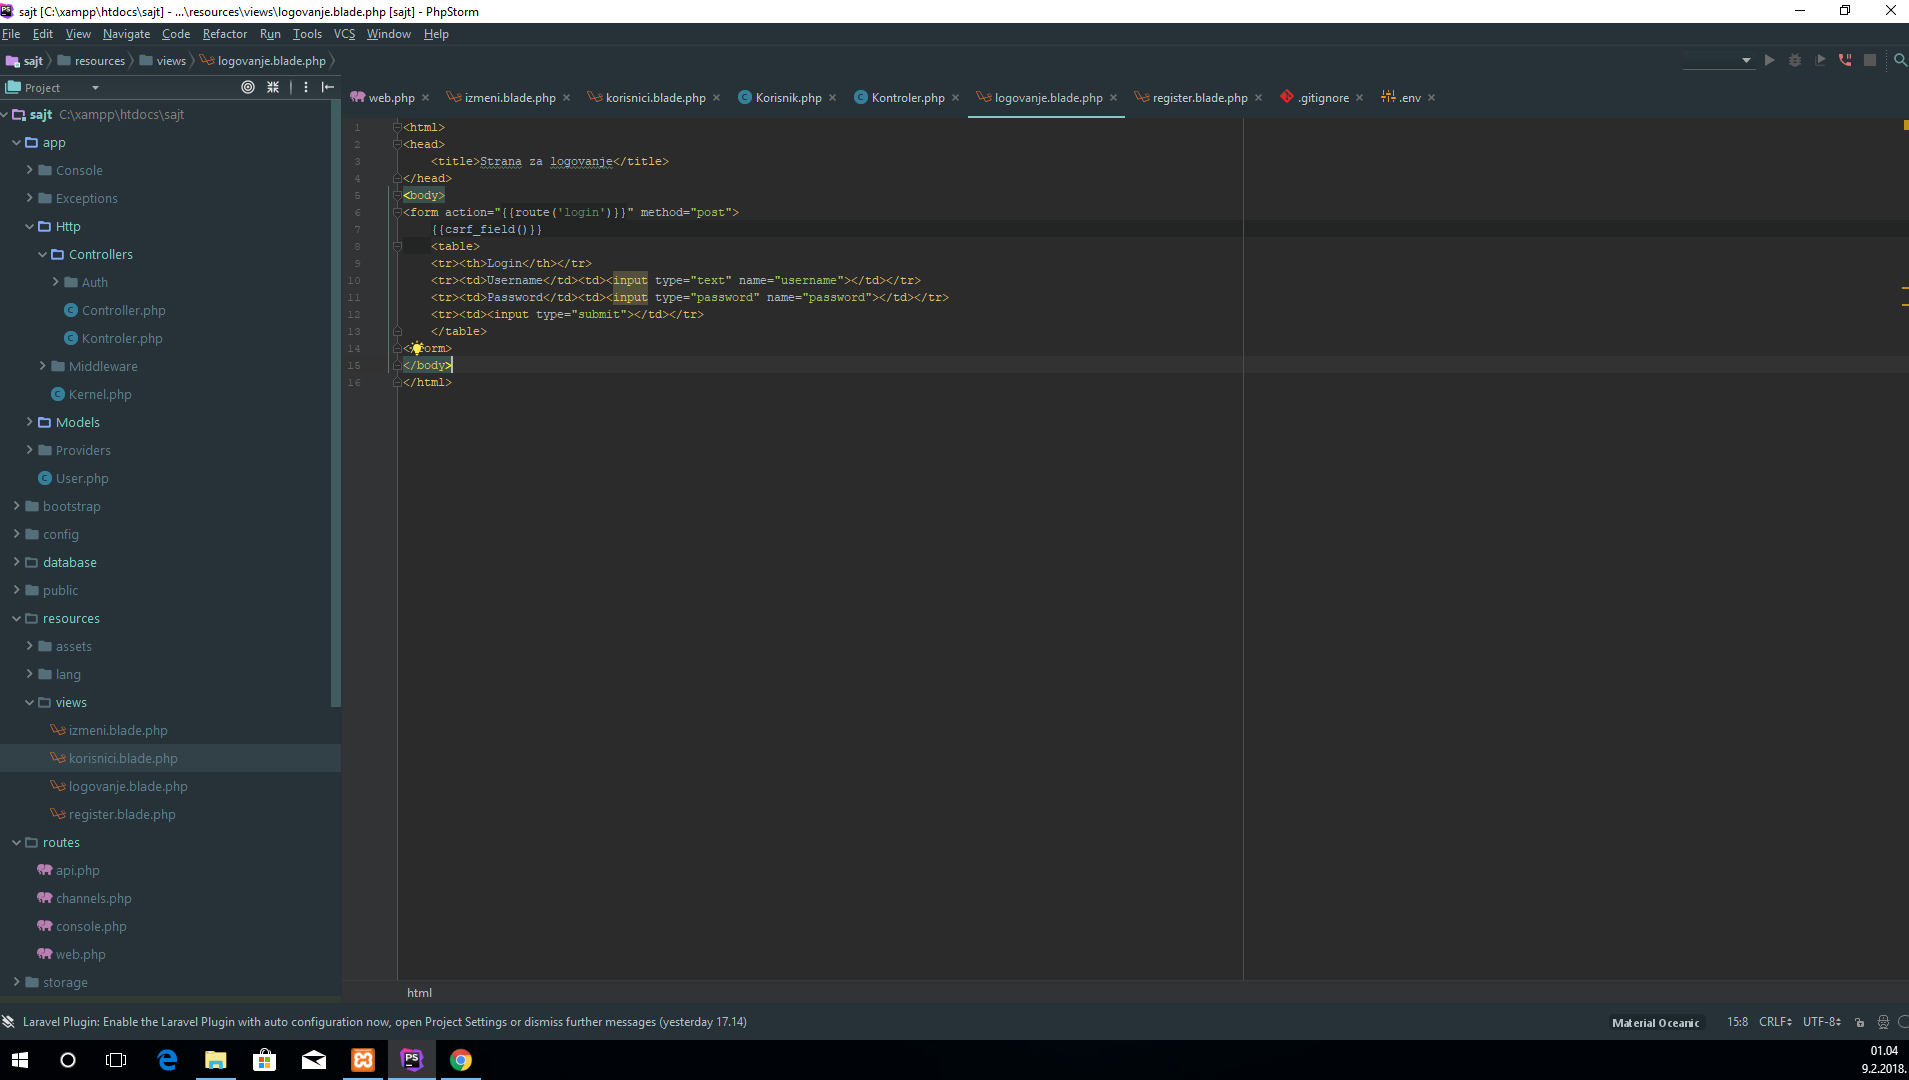 sajt [C:\xampp\htdocs\sajt] - ...\resources\views\logovanje.blade.php [sajt] - PhpStorm
File Edit View Navigate Code Refactor Run Tools VCS Window Help
sajt resources views logovanje.blade.php
Project
web.php izmeni.blade.php korisnici.blade.php Korisnik.php Kontroler.php logovanje.blade.php register.blade.php .gitignore .env
sajt C:\xampp\htdocs\sajt
app
Console
Exceptions
Http
Controllers
Auth
Controller.php
Kontroler.php
Middleware
Kernel.php
Models
Providers
User.php
bootstrap
config
database
public
resources
assets
lang
views
izmeni.blade.php
korisnici.blade.php
logovanje.blade.php
register.blade.php
routes
api.php
channels.php
console.php
web.php
storage
1 <html>
2 <head>
3 <title>Strana za logovanje</title>
4 </head>
5 <body>
6 <form action="{{route('login')}}" method="post">
7 {{csrf_field()}}
8 <table>
9 <tr><th>Login</th></tr>
10 <tr><td>Username</td><td><input type="text" name="username"></td></tr>
11 <tr><td>Password</td><td><input type="password" name="password"></td></tr>
12 <tr><td><input type="submit"></td></tr>
13 </table>
14 </form>
15 </body>
16 </html>
html
Laravel Plugin: Enable the Laravel Plugin with auto configuration now, open Project Settings or dismiss further messages (yesterday 17.14)
Material Oceanic 15:8 CRLF UTF-8
PS
01.04
9.2.2018.